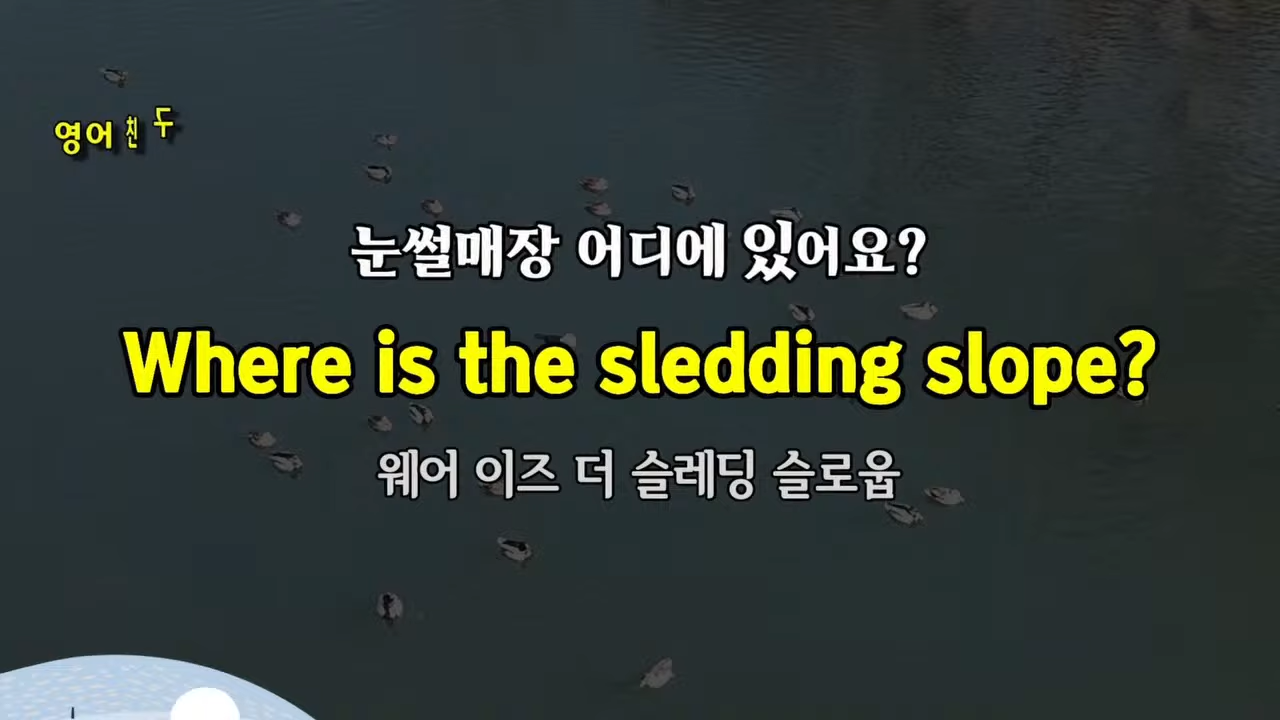 영어 친 두
눈썰매장 어디에 있어요?
Where is the sledding slope?
웨어 이즈 더 슬레딩 슬로웁